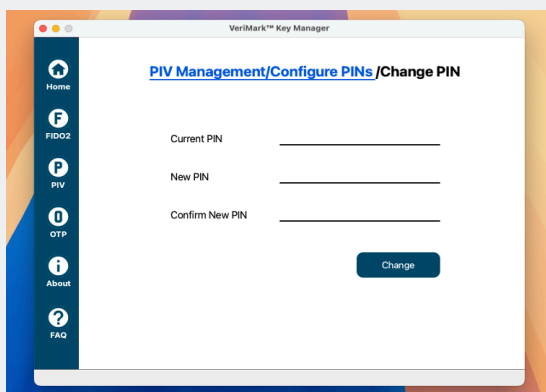 VeriMark™ Key Manager
Home
FIDO2
PIV
OTP
About
FAQ
PIV Management/Configure PINs /Change PIN
Current PIN
New PIN
Confirm New PIN
Change